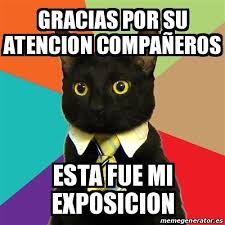 GRACIAS POR SU
ATENCION COMPAÑEROS
ESTA FUE MI
EXPOSICION
memegenerator.es